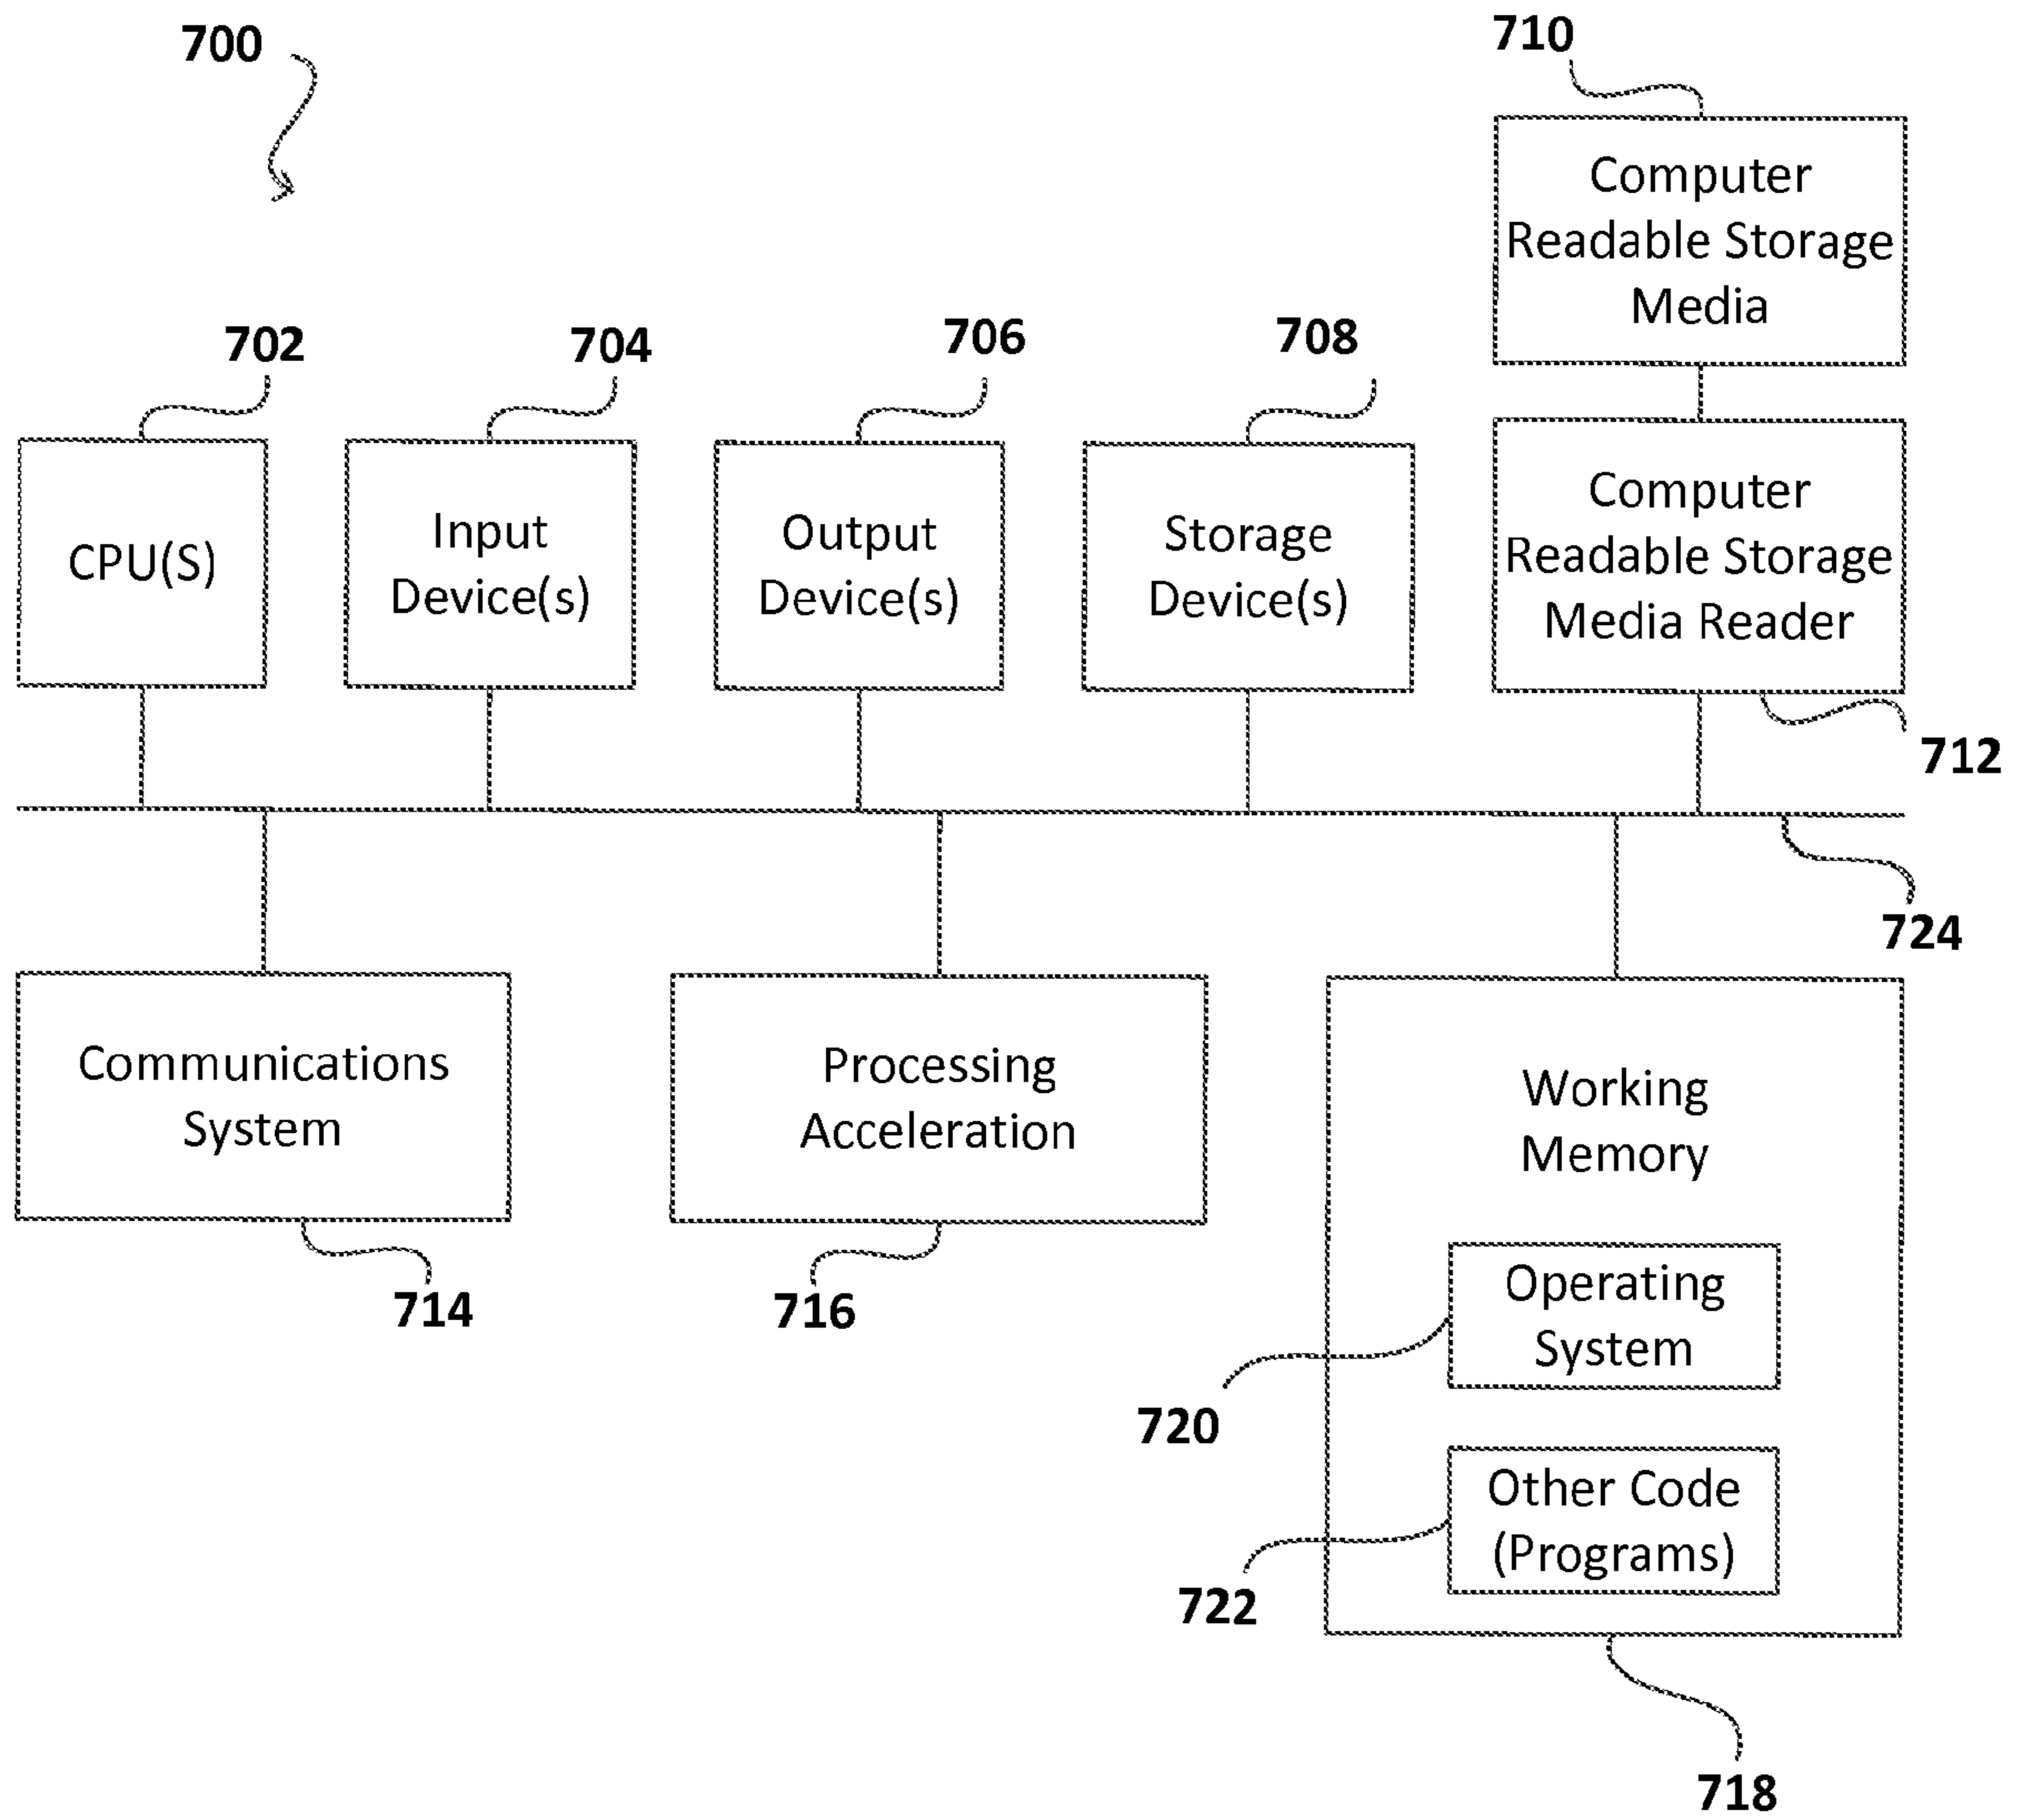 700
710
Computer
Readable Storage
Media
702
704
706
708
CPU(S)
Input
Device(s)
Output
Device(s)
Storage
Device(s)
Computer
Readable Storage
Media Reader
712
724
Communications
System
714
Processing
Acceleration
716
Working
Memory
Operating
System
720
Other Code
(Programs)
722
718